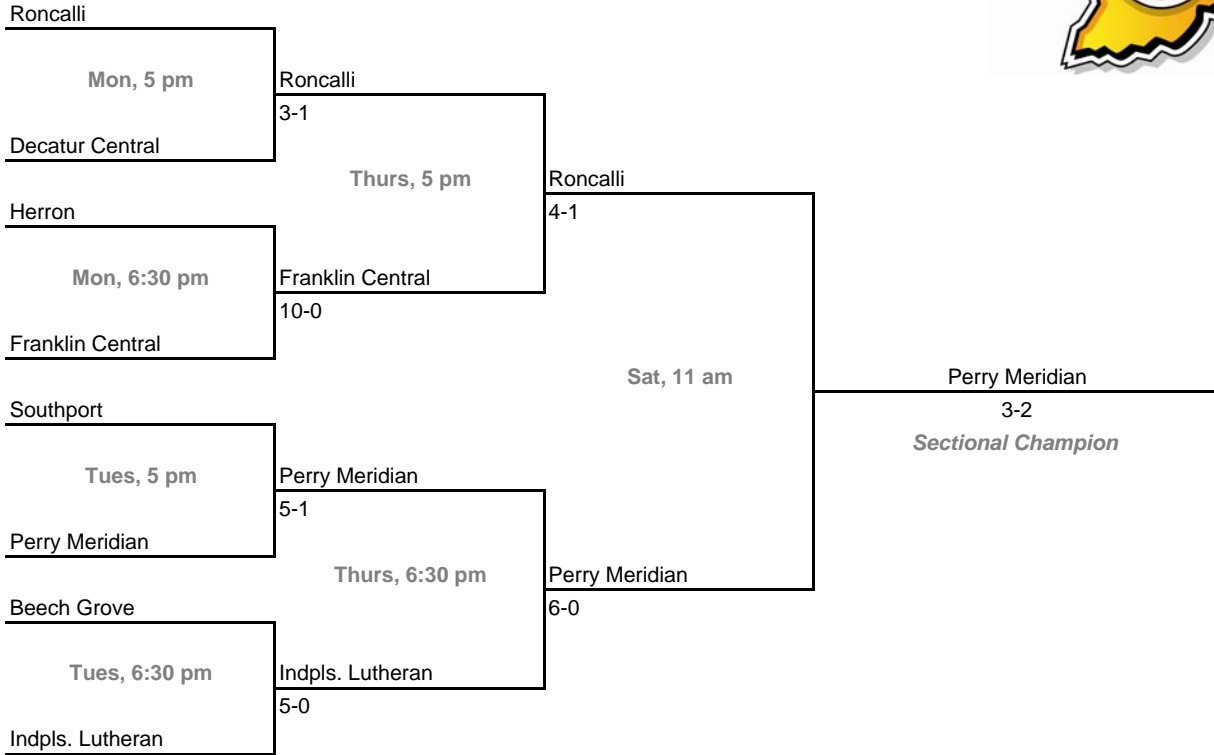 Roncalli
Mon, 5 pm
Roncalli
3-1
Decatur Central
Thurs, 5 pm
Roncalli
4-1
Herron
Mon, 6:30 pm
Franklin Central
10-0
Franklin Central
Sat, 11 am
Perry Meridian
3-2
Sectional Champion
Southport
Tues, 5 pm
Perry Meridian
5-1
Perry Meridian
Thurs, 6:30 pm
Perry Meridian
6-0
Beech Grove
Tues, 6:30 pm
Indpls. Lutheran
5-0
Indpls. Lutheran